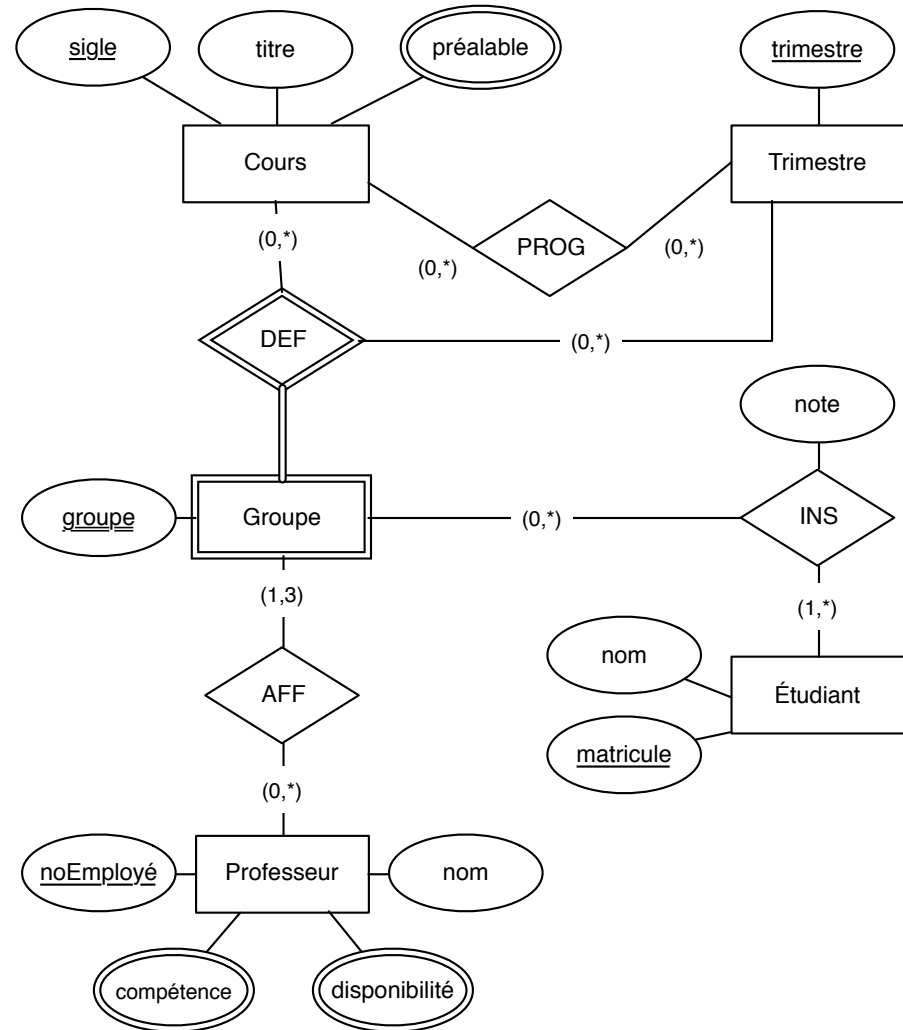 sigle
titre
préalable
trimestre
Cours
Trimestre
(0,*)
PROG
(0,*)
(0,*)
DEF
(0,*)
note
groupe
Groupe
(0,*)
INS
(1,3)
(1,*)
nom
AFF
Étudiant
matricule
(0,*)
noEmployé
Professeur
nom
compétence
disponibilité